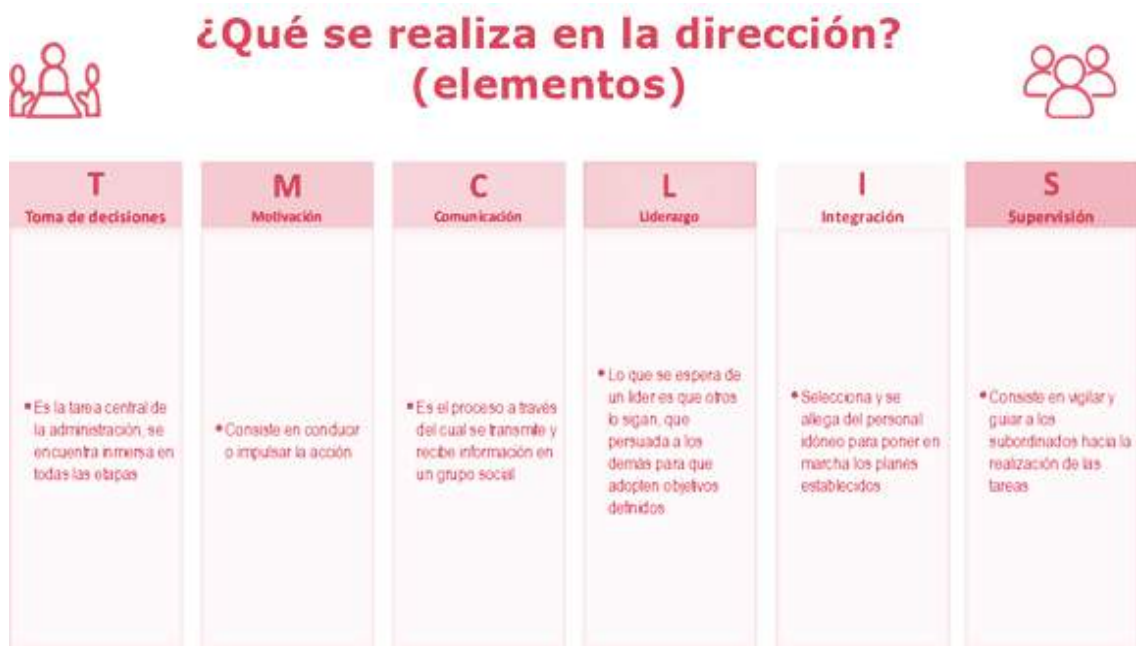 ¿Qué se realiza en la dirección?
(elementos)
T
Toma de decisiones
• Es la tarea central de
la administración, se
encuentra inmersa en
todas las etapas
M
Motivación
• Consiste en conducir
o impulsar la acción
C
Comunicación
• Es el proceso a través
del cual se transmite y
recibe información en
un grupo social
L
Liderazgo
• Lo que se espera de
un líder es que otros
lo sigan, que
persuada a los
demás para que
adopten objetivos
definidos
I
Integración
• Selecciona y se
allega del personal
idóneo para poner en
marcha los planes
establecidos
S
Supervisión
• Consiste en vigilar y
guiar a los
subordinados hacia la
realización de las
tareas